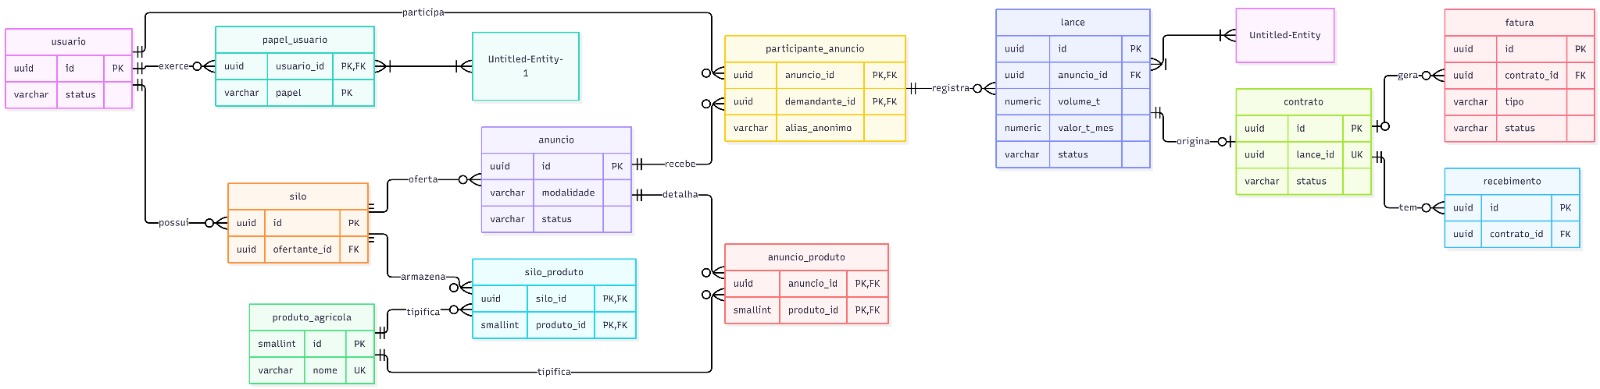 usuario
uuid id PK
varchar status
participa
exerce
possui
papel_usuario
uuid usuario_id PK,FK
varchar papel PK
Untitled-Entity-
1
silo
uuid id PK
uuid ofertante_id FK
oferta
armazena
produto_agricola
smallint id PK
varchar nome UK
tipifica
tipifica
anuncio
uuid id PK
varchar modalidade
varchar status
recebe
detalha
silo_produto
uuid silo_id PK,FK
smallint produto_id PK,FK
participante_anuncio
uuid anuncio_id PK,FK
uuid demandante_id PK,FK
varchar alias_anonimo
registra
anuncio_produto
uuid anuncio_id PK,FK
smallint produto_id PK,FK
lance
uuid id PK
uuid anuncio_id FK
numeric volume_t
numeric valor_t_mes
varchar status
origina
Untitled-Entity
contrato
uuid id PK
uuid lance_id UK
varchar status
gera
tem
fatura
uuid id PK
uuid contrato_id FK
varchar tipo
varchar status
recebimento
uuid id PK
uuid contrato_id FK